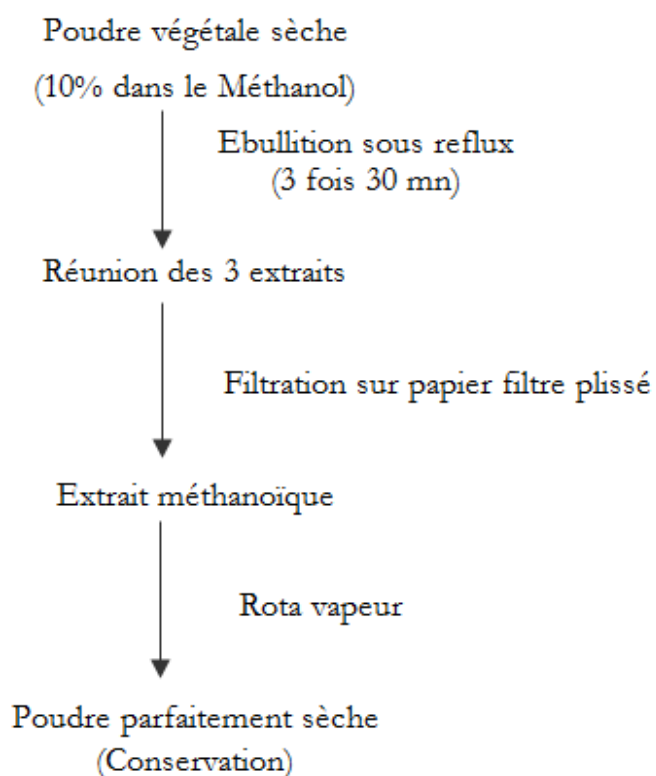 Poudre végétale sèche
(10% dans le Méthanol)
Ebullition sous reflux
(3 fois 30 mn)
Réunion des 3 extraits
Filtration sur papier filtre plissé
Extrait méthanoïque
Rota vapeur
Poudre parfaitement sèche
(Conservation)